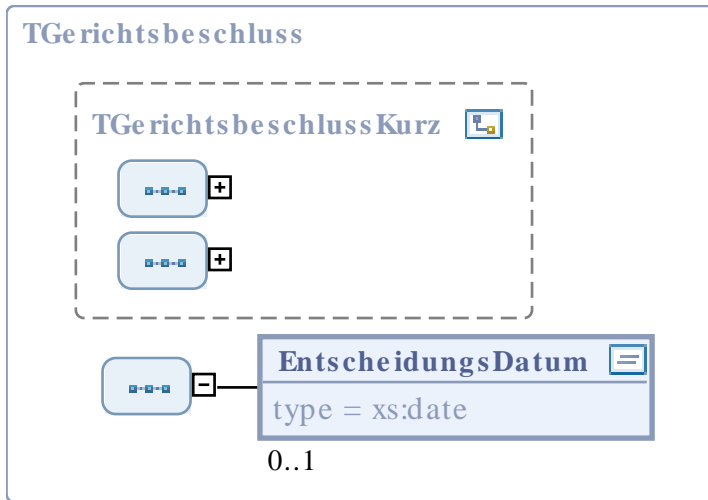 TGerichtsbeschluss
TGerichtsbeschlussKurz
EntscheidungsDatum
type = xs:date
0..1